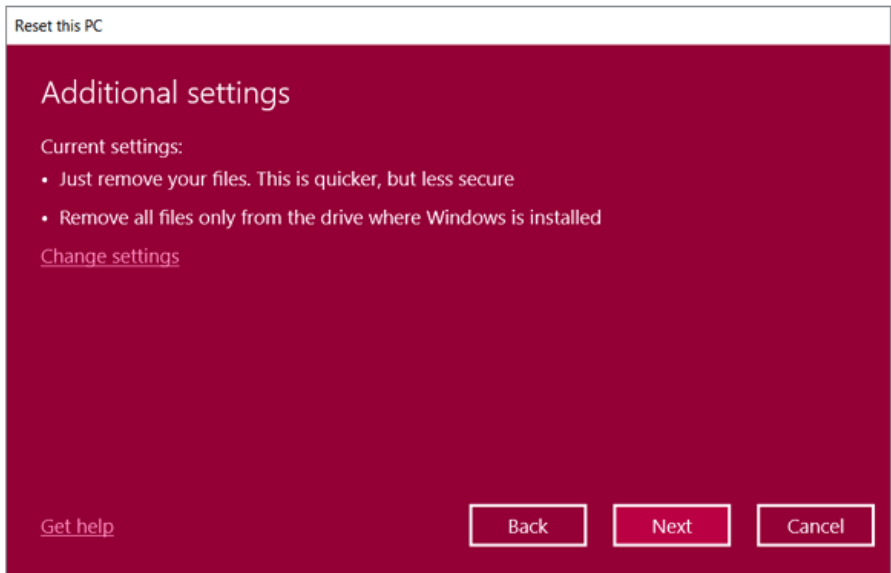 Reset this PC
Additional settings
Current settings:
• Just remove your files. This is quicker, but less secure
• Remove all files only from the drive where Windows is installed
Change settings
Get help
Back
Next
Cancel